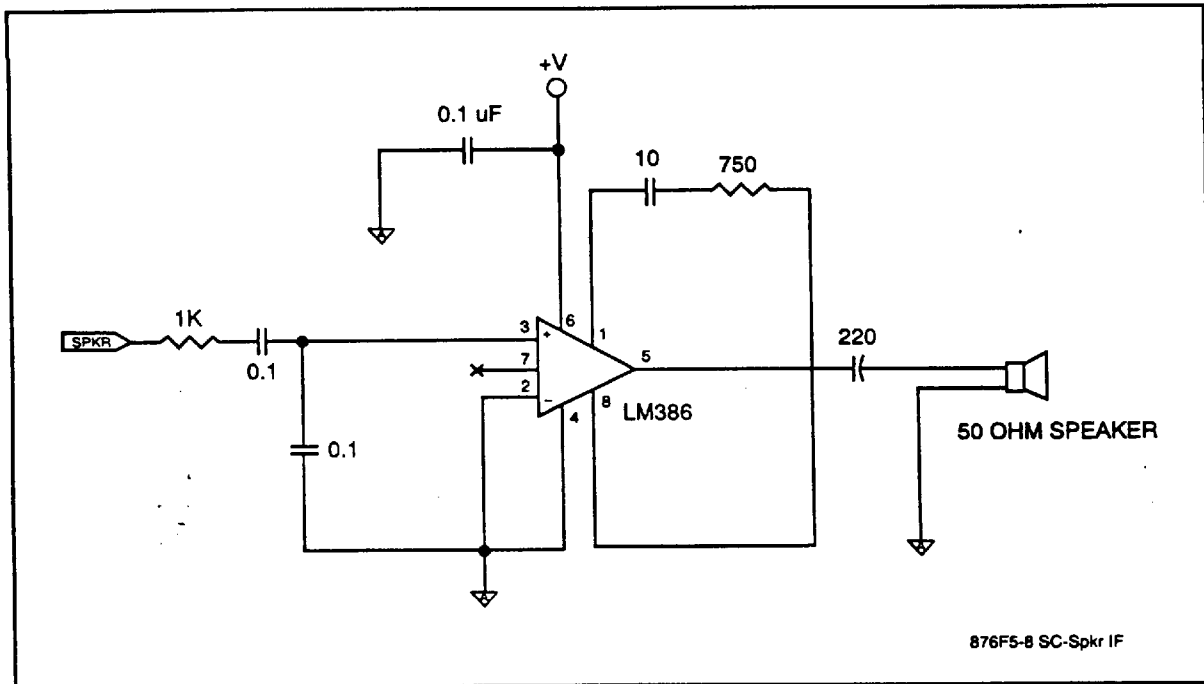 +V
0.1 uF
10
750
SPKR
1K
0.1
0.1
3
+
7
2
−
6
4
1
8
5
LM386
220
50 OHM SPEAKER
A
A
A
876F5-8 SC-Spkr IF